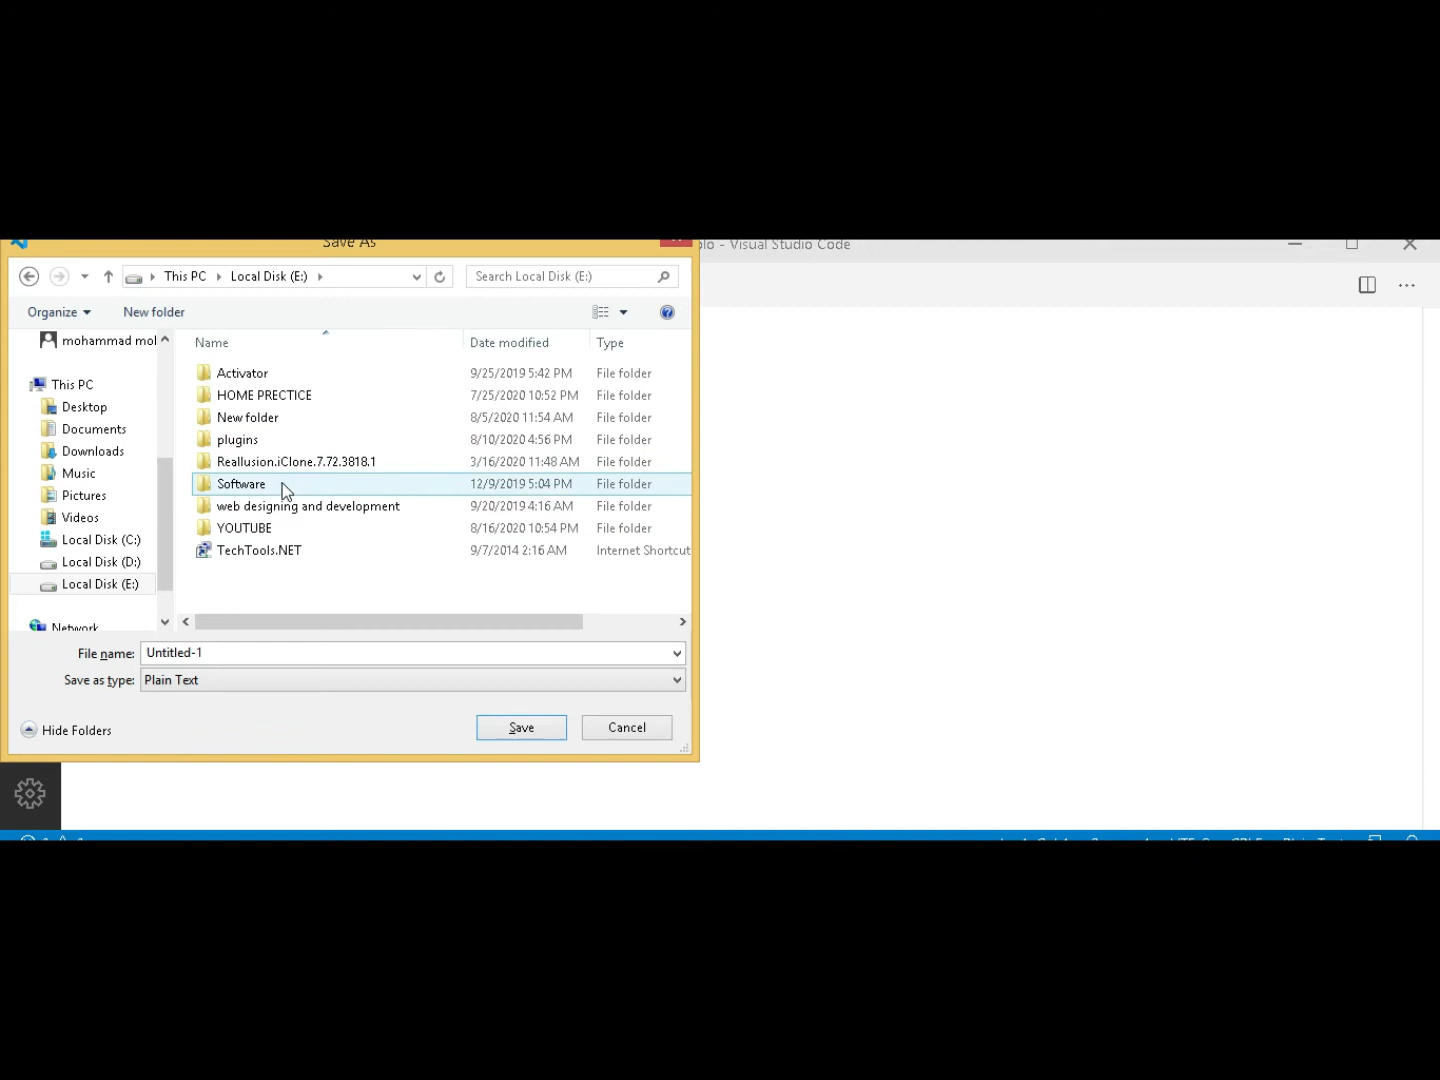 Save As
olo - Visual Studio Code
This PC Local Disk (E:) Search Local Disk (E:)
Organize New folder
mohammad mol
This PC
Desktop
Documents
Downloads
Music
Pictures
Videos
Local Disk (C:)
Local Disk (D:)
Local Disk (E:)
Network
Name Date modified Type
Activator 9/25/2019 5:42 PM File folder
HOME PRECTICE 7/25/2020 10:52 PM File folder
New folder 8/5/2020 11:54 AM File folder
plugins 8/10/2020 4:56 PM File folder
Reallusion.iClone.7.72.3818.1 3/16/2020 11:48 AM File folder
Software 12/9/2019 5:04 PM File folder
web designing and development 9/20/2019 4:16 AM File folder
YOUTUBE 8/16/2020 10:54 PM File folder
TechTools.NET 9/7/2014 2:16 AM Internet Shortcut
File name: Untitled-1
Save as type: Plain Text
Hide Folders Save Cancel